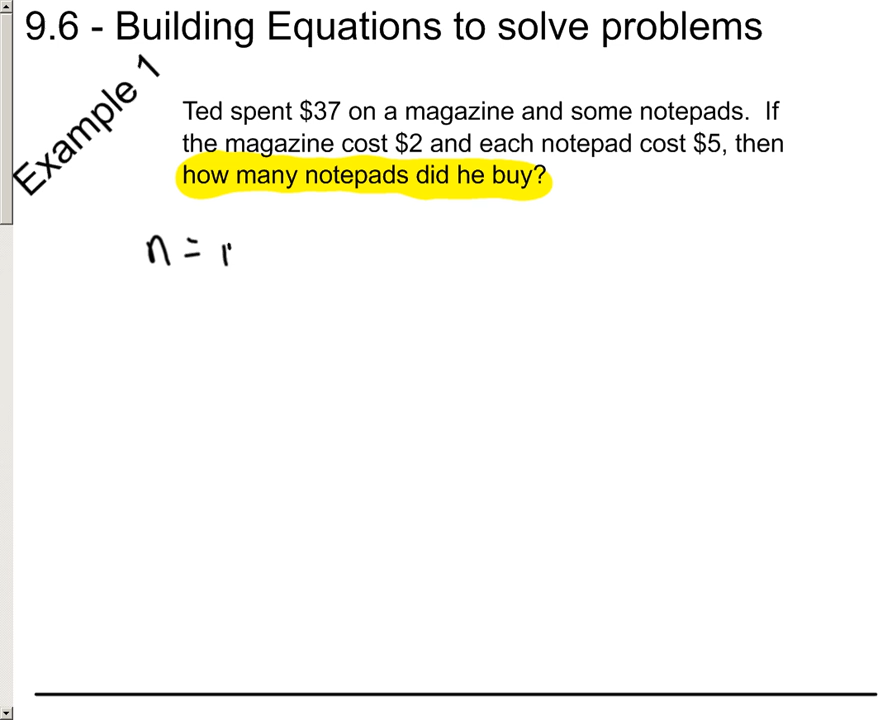 9.6 - Building Equations to solve problems
Example 1
Ted spent $37 on a magazine and some notepads. If
the magazine cost $2 and each notepad cost $5, then
how many notepads did he buy?
n =